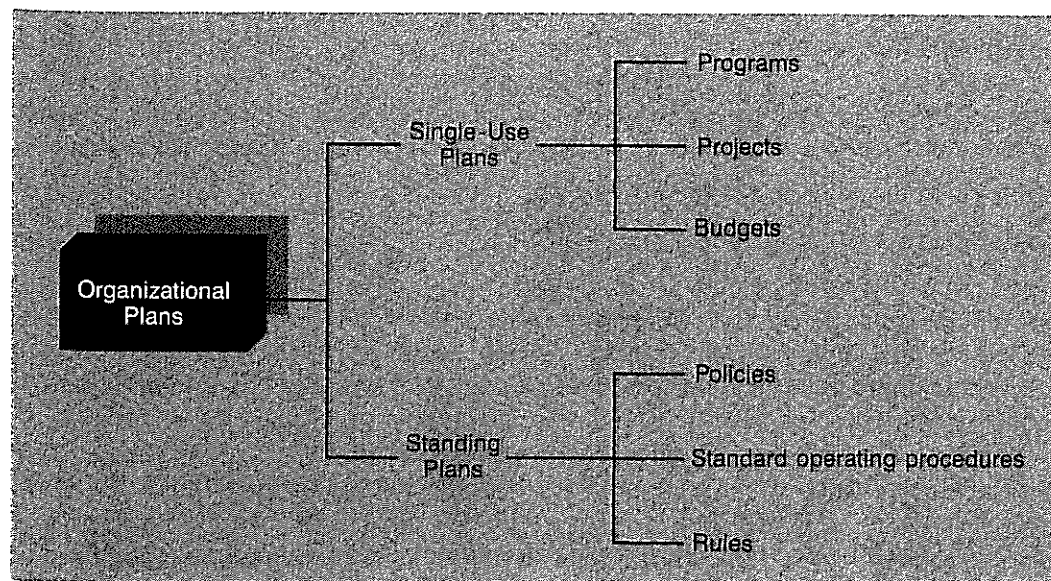 Organizational
Plans
Single-Use
Plans
Programs
Projects
Budgets
Standing
Plans
Policies
Standard operating procedures
Rules